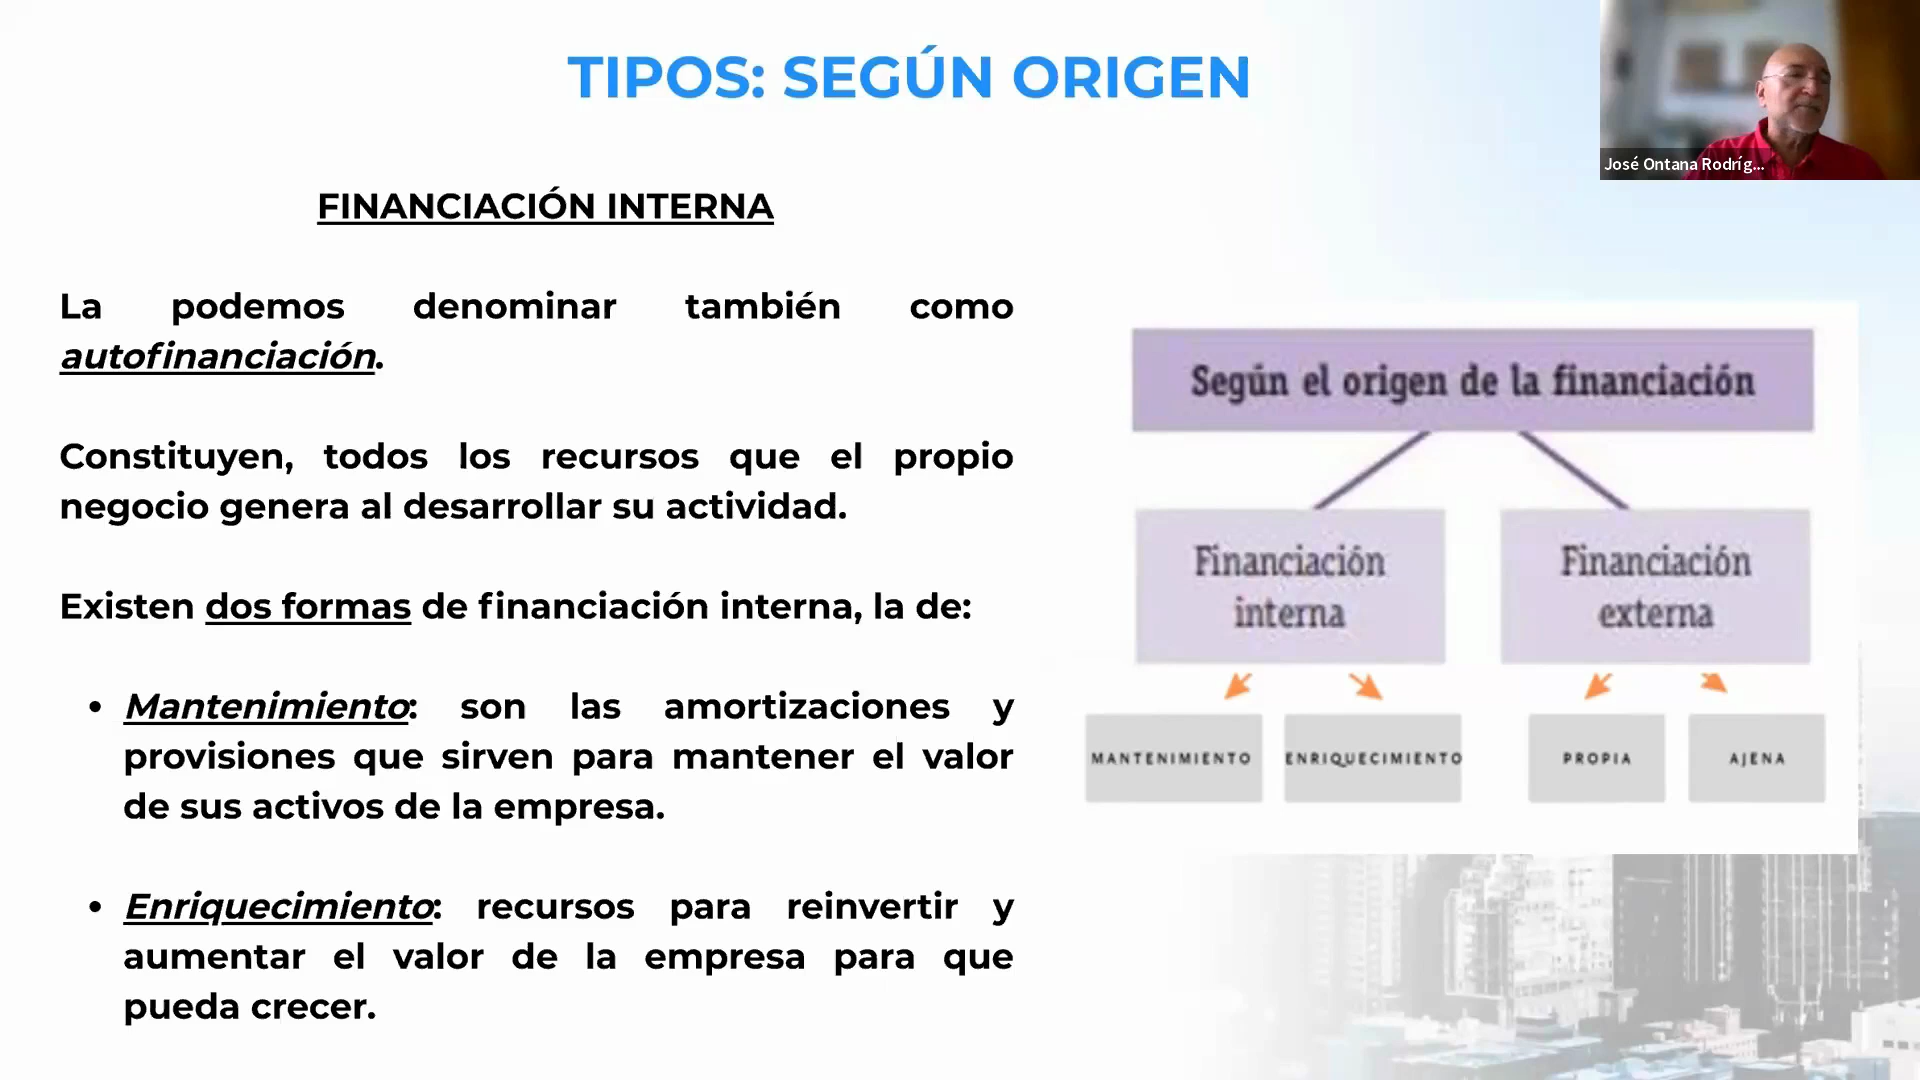 TIPOS: SEGÚN ORIGEN
José Ontana Rodríg...
FINANCIACIÓN INTERNA
La podemos denominar también como
autofinanciación.
Constituyen, todos los recursos que el propio
negocio genera al desarrollar su actividad.
Existen dos formas de financiación interna, la de:
• Mantenimiento: son las amortizaciones y
provisiones que sirven para mantener el valor
de sus activos de la empresa.
• Enriquecimiento: recursos para reinvertir y
aumentar el valor de la empresa para que
pueda crecer.
Según el origen de la financiación
Financiación
interna
Financiación
externa
MANTENIMIENTO
ENRIQUECIMIENTO
PROPIA
AJENA